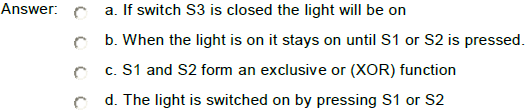 Answer: a. If switch S3 is closed the light will be on
b. When the light is on it stays on until S1 or S2 is pressed.
c. S1 and S2 form an exclusive or (XOR) function
d. The light is switched on by pressing S1 or S2